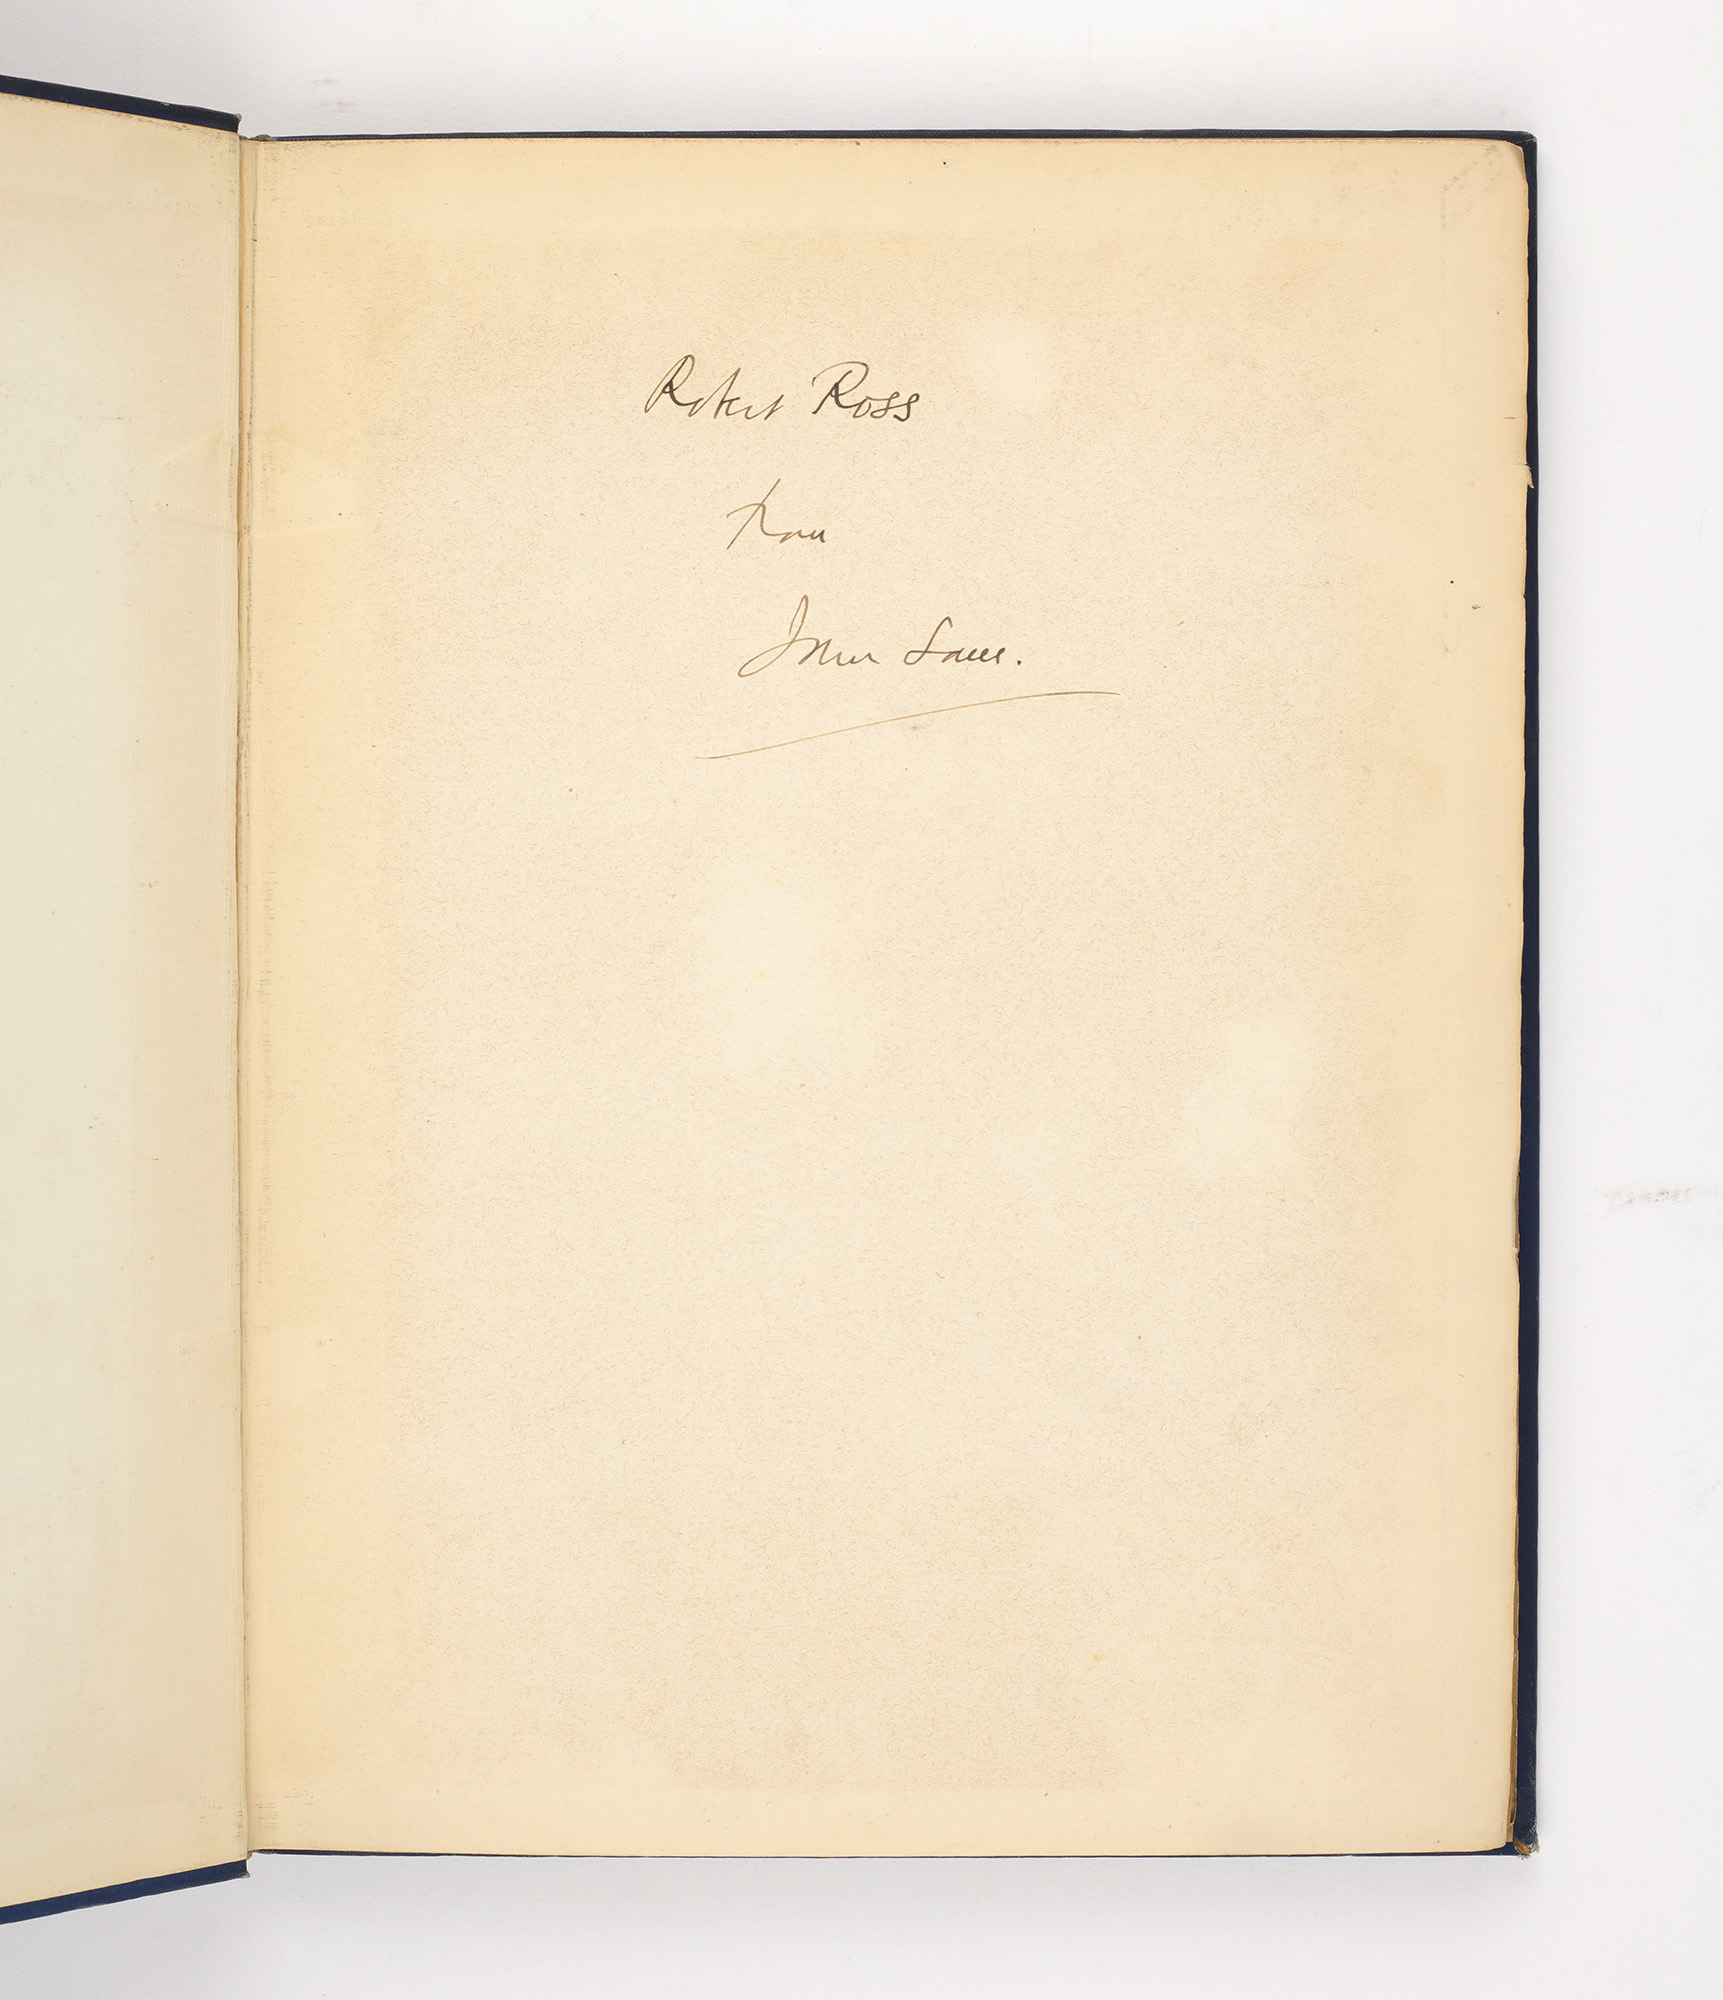 Robert Ross
from
John Lane.